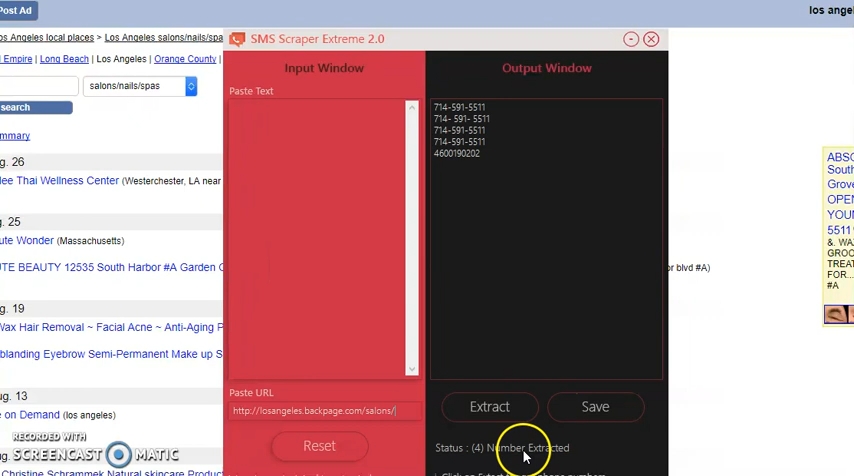 Post Ad
los angel
os Angeles local places > Los Angeles salons/nails/spas
Empire | Long Beach | Los Angeles | Orange County |
salons/nails/spas
search
mmary
g. 26
lee Thai Wellness Center (Westerchester, LA near
g. 25
ute Wonder (Massachusetts)
UTE BEAUTY 12535 South Harbor #A Garden G
or blvd #A)
g. 19
Wax Hair Removal ~ Facial Acne ~ Anti-Aging P
blanding Eyebrow Semi-Permanent Make up S
g. 13
e on Demand (los angeles)
RECORDED WITH
SCREENCAST MATIC
Christine Schrammek Natural skincare Produc
SMS Scraper Extreme 2.0
Input Window
Paste Text
Paste URL
http://losangeles.backpage.com/salons/
Reset
Output Window
714-591-5511
714- 591- 5511
714-591-5511
714-591-5511
4600190202
Extract
Save
Status : (4) Number Extracted
ABSO
South
Grove
OPEN
YOUN
5511
&. WA
GROO
TREAT
FOR...
#A